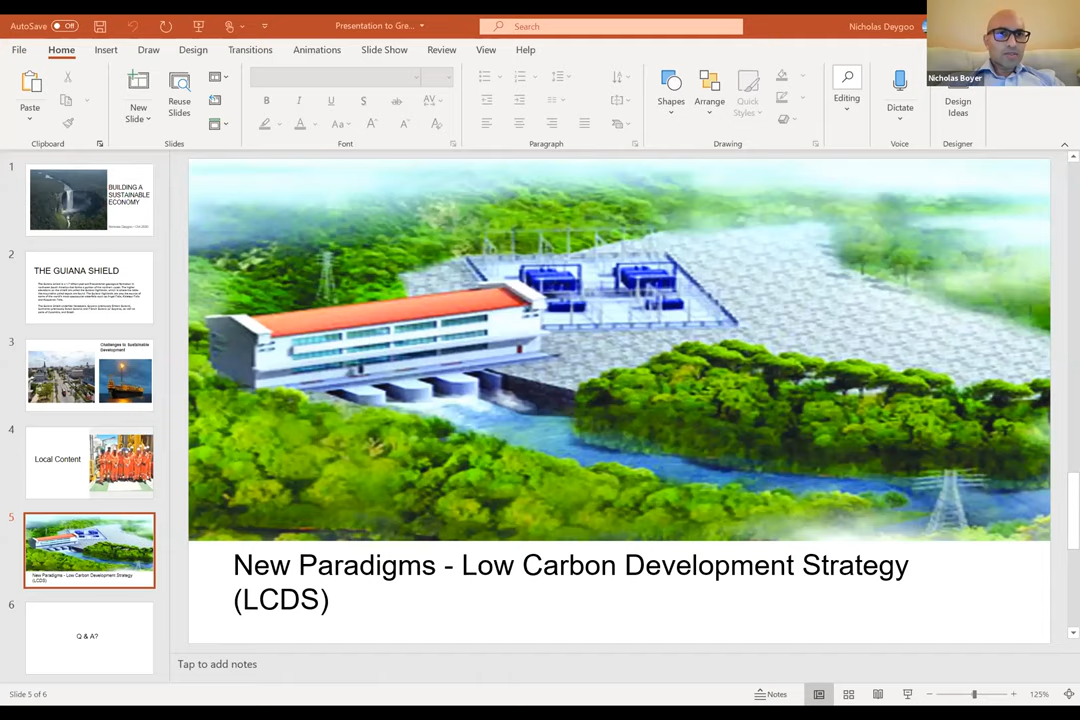 AutoSave Off
Presentation to Gre...
Search
Nicholas Deygoo
Nicholas Boyer
File Home Insert Draw Design Transitions Animations Slide Show Review View Help
Paste
New Slide
Reuse Slides
Shapes
Arrange
Quick Styles
Editing
Dictate
Design Ideas
Clipboard
Slides
Font
Paragraph
Drawing
Voice
Designer
1
BUILDING A
SUSTAINABLE
ECONOMY
2
THE GUIANA SHIELD
3
Challenges to Sustainable
Development
4
Local Content
5
New Paradigms - Low Carbon Development Strategy
(LCDS)
6
Q & A?
New Paradigms - Low Carbon Development Strategy
(LCDS)
Tap to add notes
Slide 5 of 6
Notes
125%